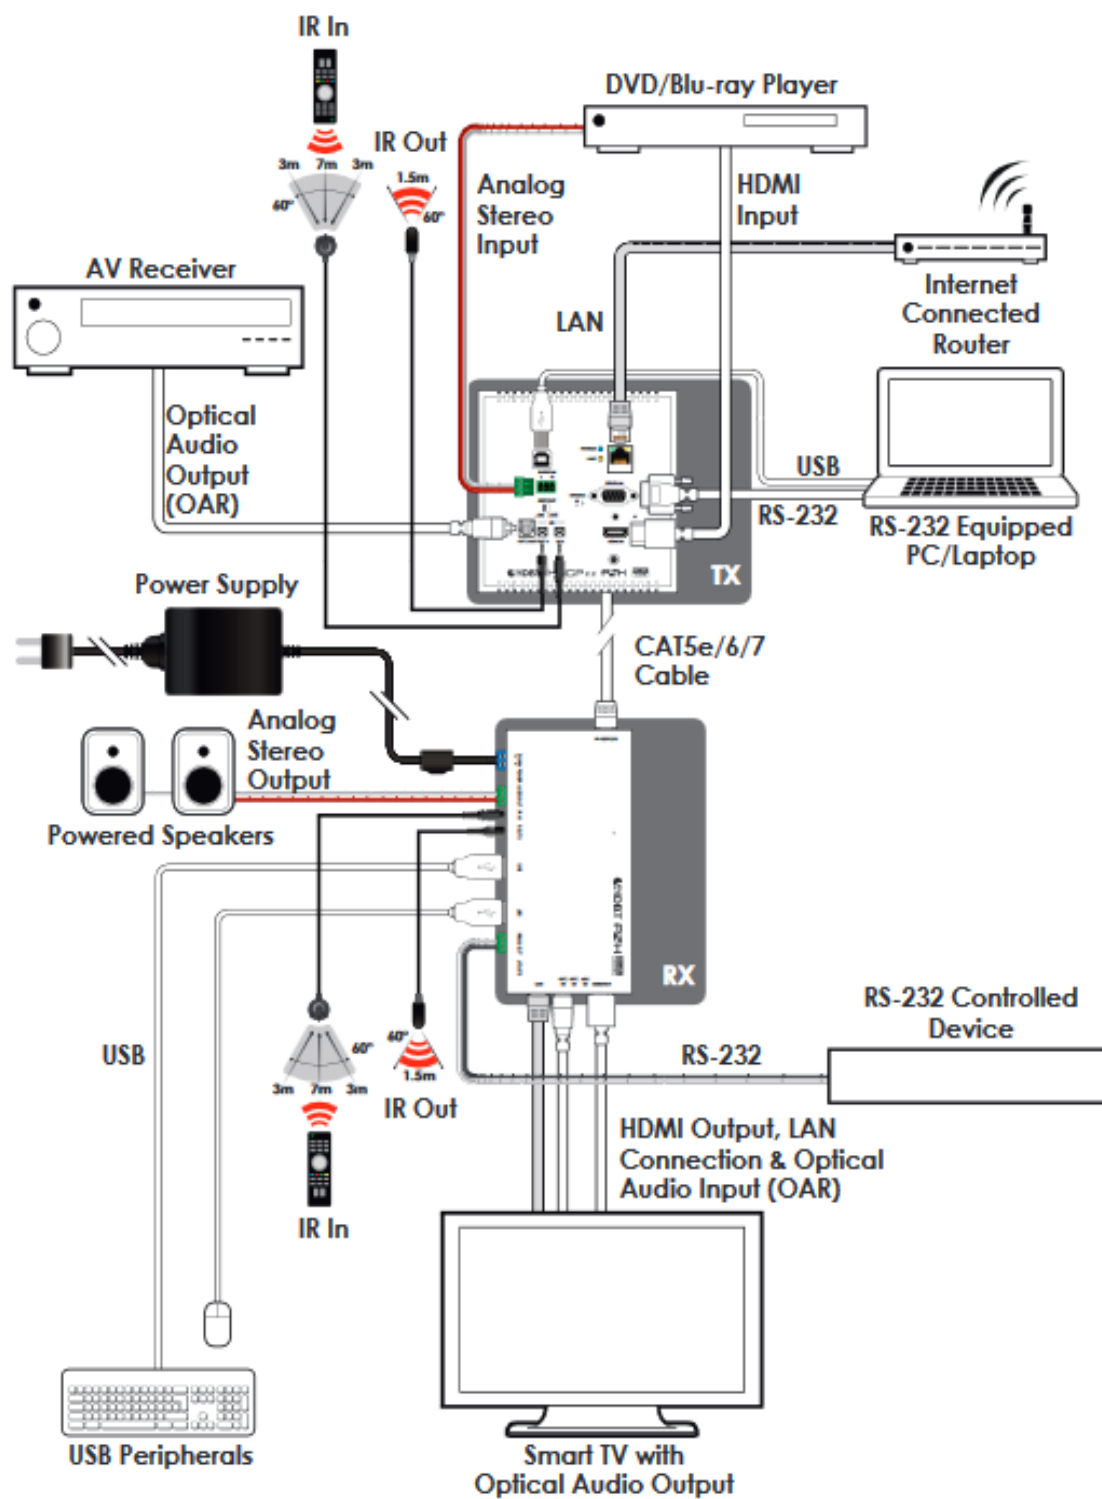 IR In
DVD/Blu-ray Player
IR Out
3m 7m 3m
1.5m
60°
60°
Analog
Stereo
Input
HDMI
Input
AV Receiver
LAN
Internet
Connected
Router
Optical
Audio
Output
(OAR)
USB
RS-232
RS-232 Equipped
PC/Laptop
TX
Power Supply
CAT5e/6/7
Cable
Analog
Stereo
Output
Powered Speakers
RX
RS-232 Controlled
Device
USB
60°
60°
3m 7m 3m
1.5m
IR Out
RS-232
HDMI Output, LAN
Connection & Optical
Audio Input (OAR)
IR In
USB Peripherals
Smart TV with
Optical Audio Output